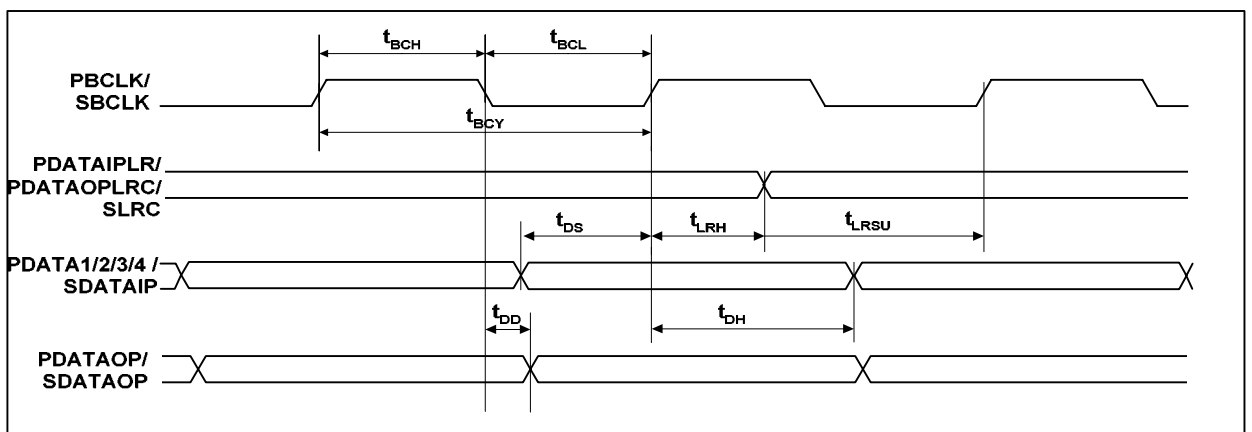 tBCH
tBCL
PBCLK/
SBCLK
tBCY
PDATAIPLR/
PDATAOPLRC/
SLRC
tDS
tLRH
tLRSU
PDATA1/2/3/4 /
SDATAIP
tDD
tDH
PDATAOP/
SDATAOP